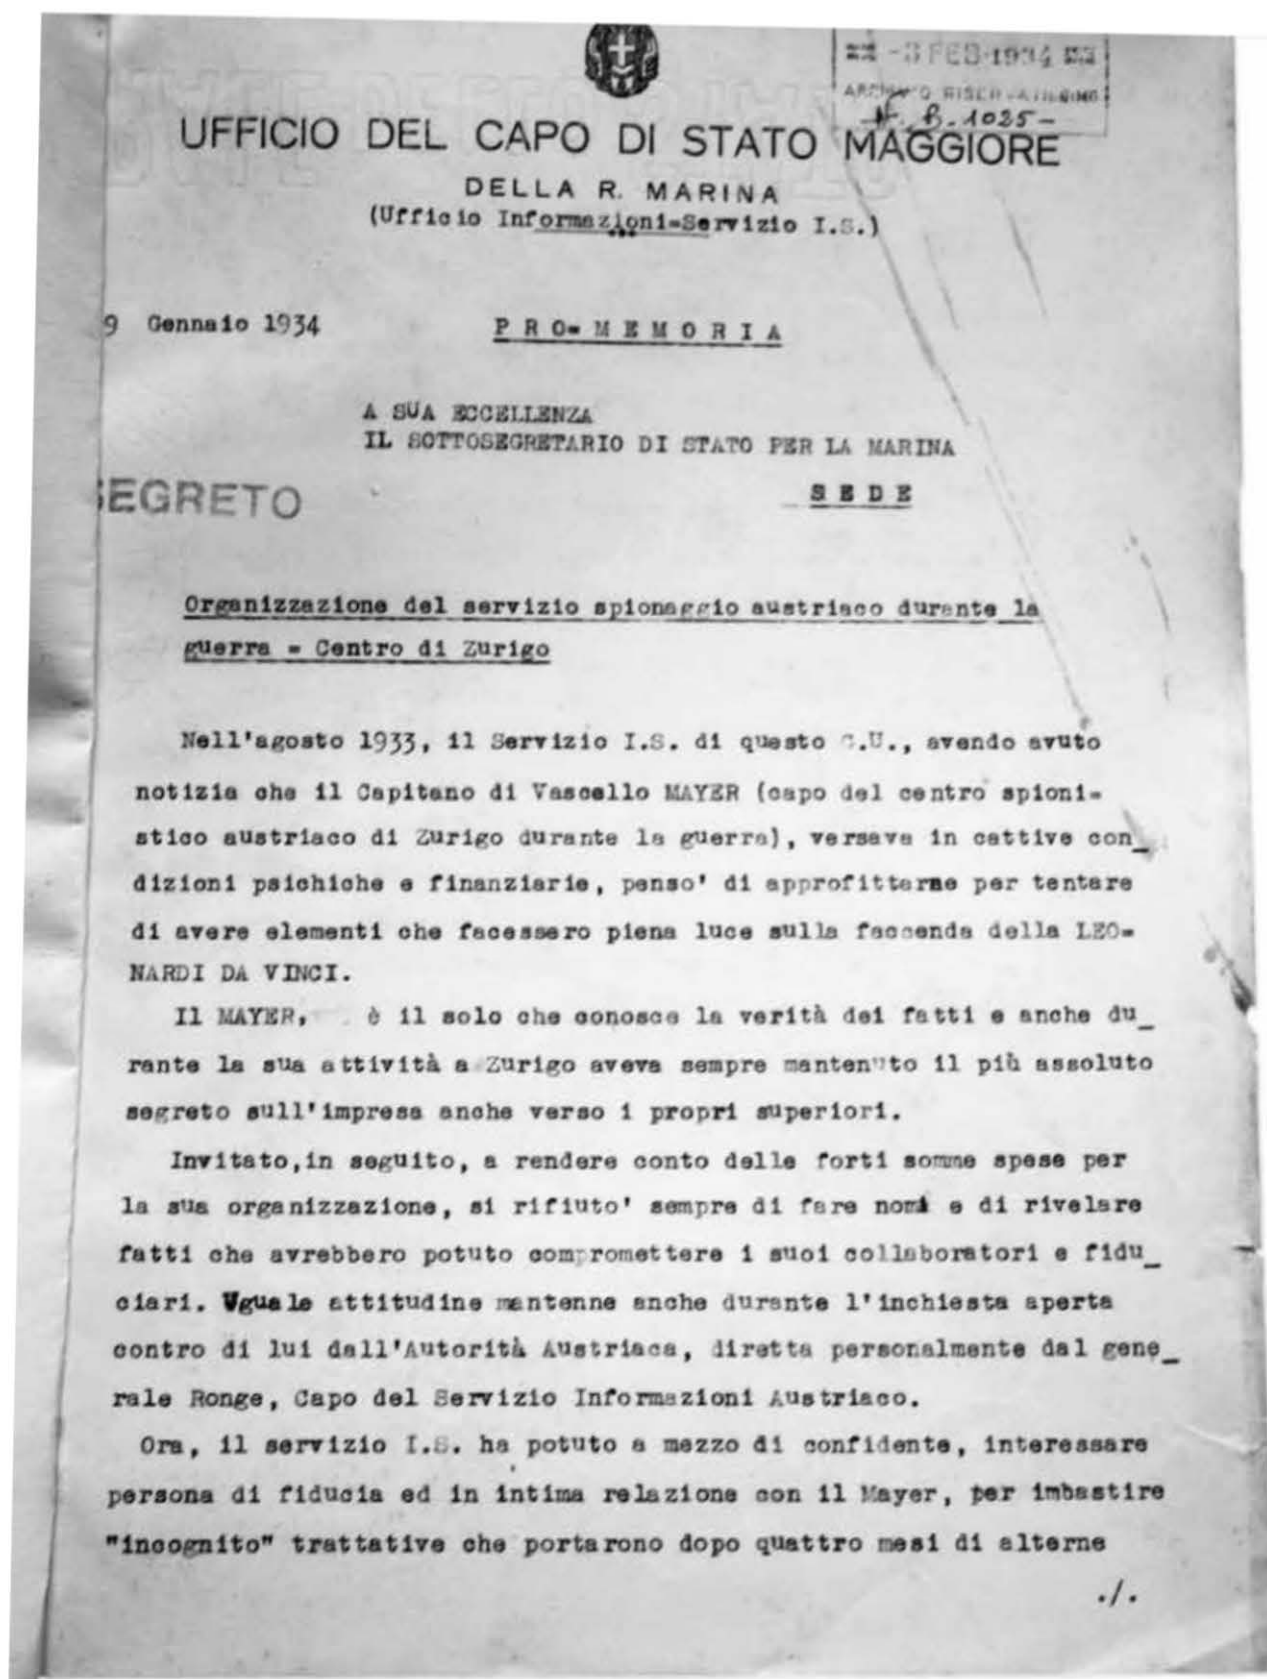 -3 FEB 1934
ARCHIVIO
N. B. 1025-
UFFICIO DEL CAPO DI STATO MAGGIORE
DELLA R. MARINA
(Ufficio Informazioni=Servizio I.S.)
9 Gennaio 1934
PRO=MEMORIA
A SUA ECCELLENZA
IL SOTTOSEGRETARIO DI STATO PER LA MARINA
SEGRETO
SEDE
Organizzazione del servizio spionaggio austriaco durante la
guerra = Centro di Zurigo
Nell'agosto 1933, il Servizio I.S. di questo .U., avendo avuto
notizia che il Capitano di Vascello MAYER (capo del centro spioni=
stico austriaco di Zurigo durante la guerra), versava in cattive con_
dizioni psichiche e finanziarie, penso' di approfittarne per tentare
di avere elementi che facessero piena luce sulla faccenda della LEO=
NARDI DA VINCI.
Il MAYER, è il solo che conosce la verità dei fatti e anche du_
rante la sua attività a Zurigo aveva sempre mantenuto il più assoluto
segreto sull'impresa anche verso i propri superiori.
Invitato,in seguito, a rendere conto delle forti somme spese per
la sua organizzazione, si rifiuto' sempre di fare nomi e di rivelare
fatti che avrebbero potuto compromettere i suoi collaboratori e fidu_
ciari. Uguale attitudine mantenne anche durante l'inchiesta aperta
contro di lui dall'Autorità Austriaca, diretta personalmente dal gene_
rale Ronge, Capo del Servizio Informazioni Austriaco.
Ora, il servizio I.S. ha potuto a mezzo di confidente, interessare
persona di fiducia ed in intima relazione con il Mayer, per imbastire
"incognito" trattative che portarono dopo quattro mesi di alterne
./.